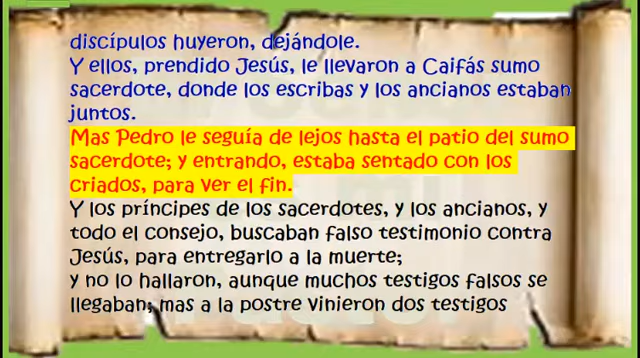 discípulos huyeron, dejándole.
Y ellos, prendido Jesús, le llevaron a Caifás sumo
sacerdote, donde los escribas y los ancianos estaban
juntos.
Mas Pedro le seguía de lejos hasta el patio del sumo
sacerdote; y entrando, estaba sentado con los
criados, para ver el fin.
Y los príncipes de los sacerdotes, y los ancianos, y
todo el consejo, buscaban falso testimonio contra
Jesús, para entregarlo a la muerte;
y no lo hallaron, aunque muchos testigos falsos se
llegaban; mas a la postre vinieron dos testigos